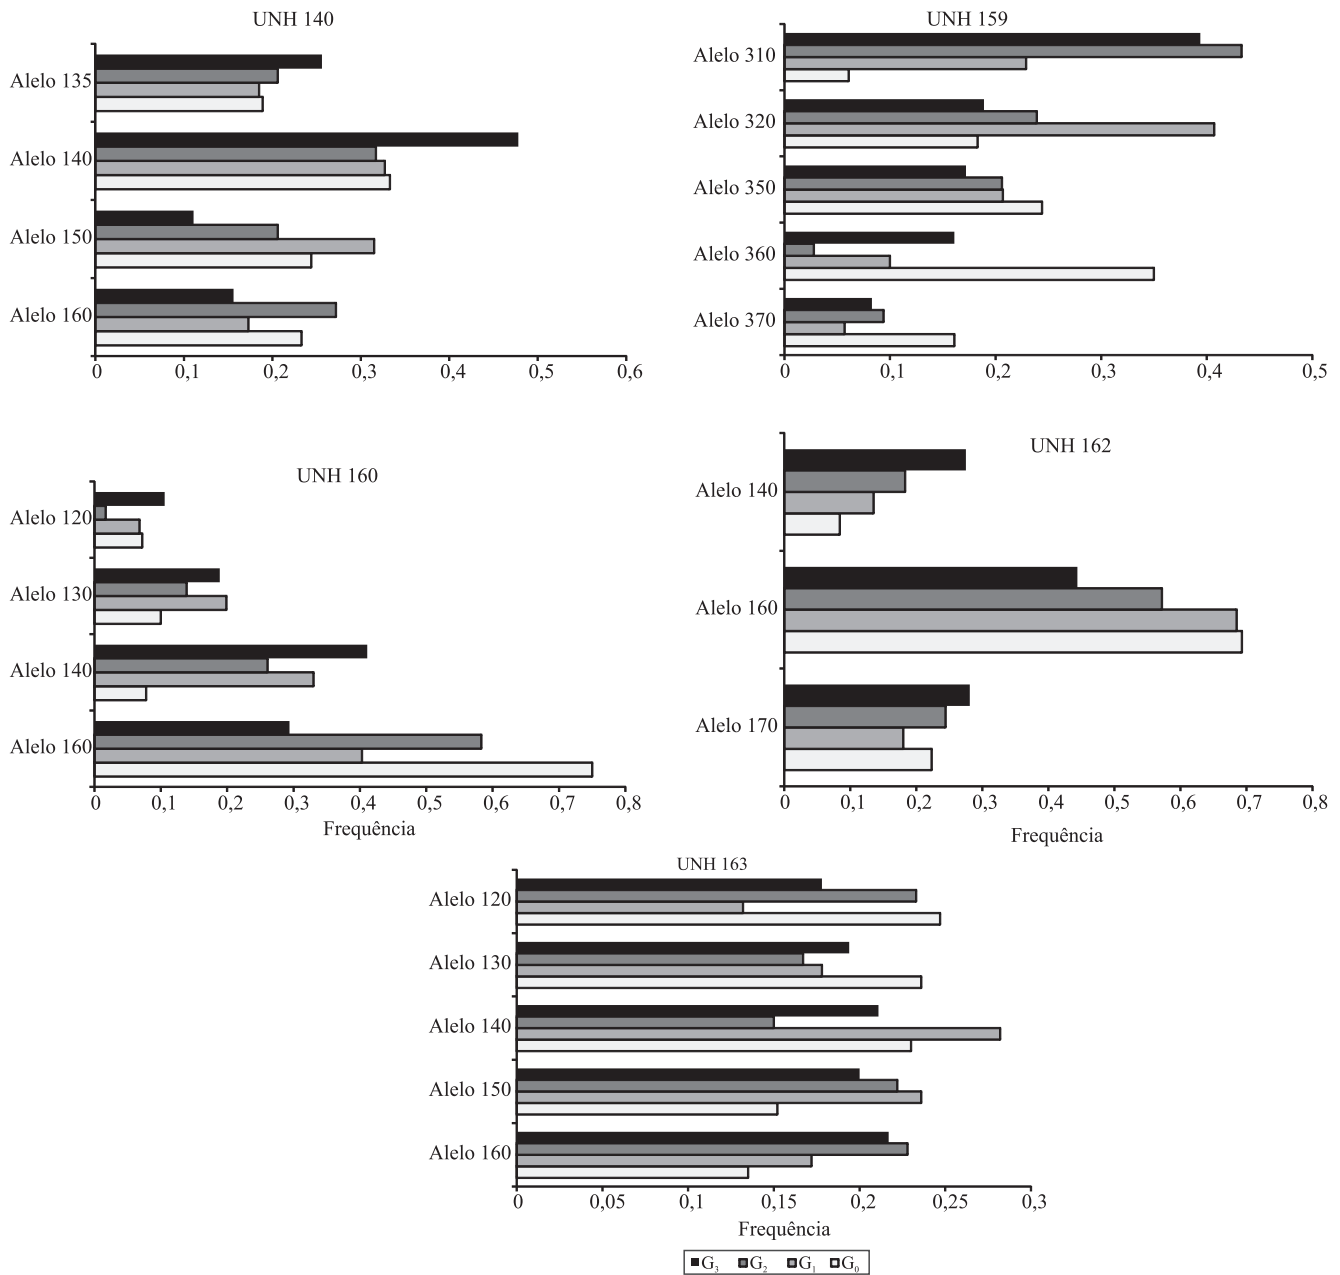 UNH 140
Alelo 135
Alelo 140
Alelo 150
Alelo 160
0 0,1 0,2 0,3 0,4 0,5 0,6
UNH 159
Alelo 310
Alelo 320
Alelo 350
Alelo 360
Alelo 370
0 0,1 0,2 0,3 0,4 0,5
UNH 160
Alelo 120
Alelo 130
Alelo 140
Alelo 160
0 0,1 0,2 0,3 0,4 0,5 0,6 0,7 0,8
Frequência
UNH 162
Alelo 140
Alelo 160
Alelo 170
0 0,1 0,2 0,3 0,4 0,5 0,6 0,7 0,8
Frequência
UNH 163
Alelo 120
Alelo 130
Alelo 140
Alelo 150
Alelo 160
0 0,05 0,1 0,15 0,2 0,25 0,3
Frequência
G₃ G₂ G₁ G₀